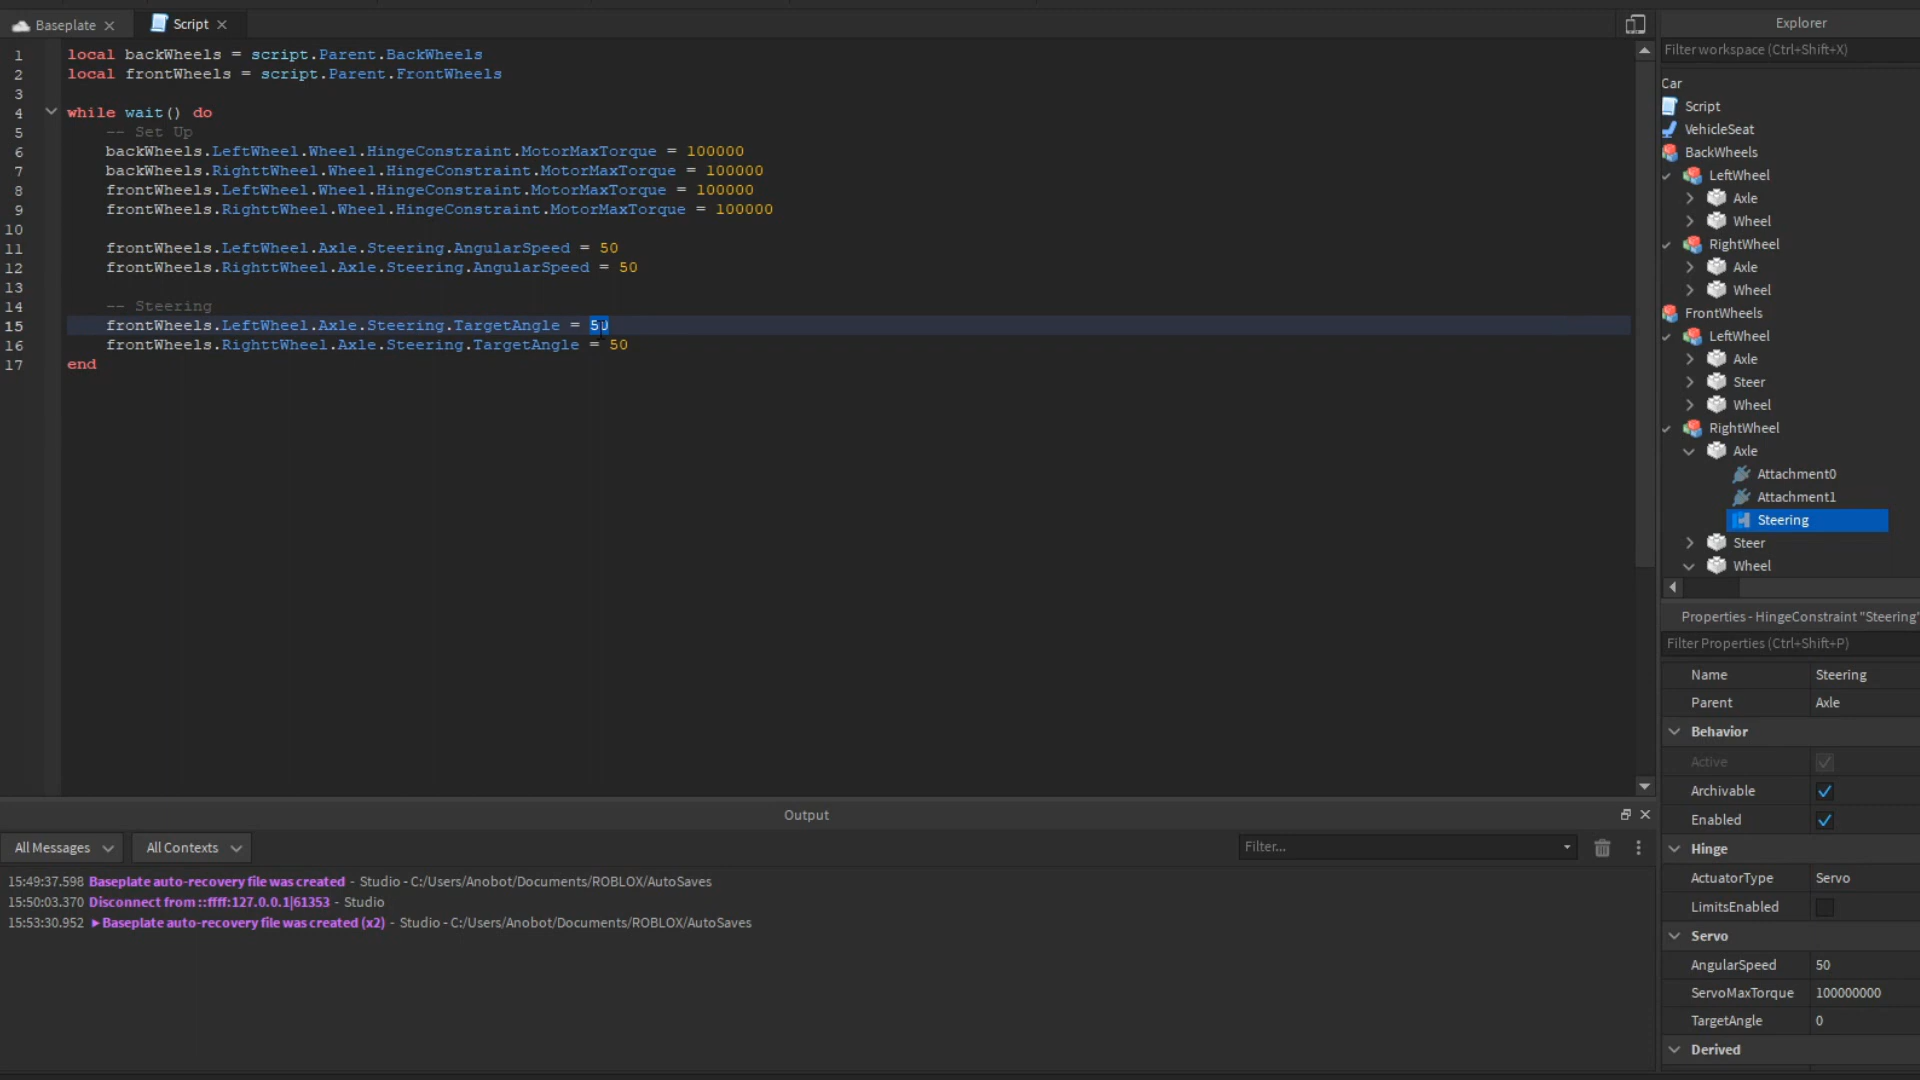 Baseplate
Script
Explorer
Filter workspace (Ctrl+Shift+X)
1 local backWheels = script.Parent.BackWheels
2 local frontWheels = script.Parent.FrontWheels
3
4 while wait() do
5 -- Set Up
6 backWheels.LeftWheel.Wheel.HingeConstraint.MotorMaxTorque = 100000
7 backWheels.RighttWheel.Wheel.HingeConstraint.MotorMaxTorque = 100000
8 frontWheels.LeftWheel.Wheel.HingeConstraint.MotorMaxTorque = 100000
9 frontWheels.RighttWheel.Wheel.HingeConstraint.MotorMaxTorque = 100000
10
11 frontWheels.LeftWheel.Axle.Steering.AngularSpeed = 50
12 frontWheels.RighttWheel.Axle.Steering.AngularSpeed = 50
13
14 -- Steering
15 frontWheels.LeftWheel.Axle.Steering.TargetAngle = 50
16 frontWheels.RighttWheel.Axle.Steering.TargetAngle = 50
17 end
Car
Script
VehicleSeat
BackWheels
LeftWheel
Axle
Wheel
RightWheel
Axle
Wheel
FrontWheels
LeftWheel
Axle
Steer
Wheel
RightWheel
Axle
Attachment0
Attachment1
Steering
Steer
Wheel
Properties - HingeConstraint "Steering"
Filter Properties (Ctrl+Shift+P)
Name Steering
Parent Axle
Behavior
Active
Archivable
Enabled
Hinge
ActuatorType Servo
LimitsEnabled
Servo
AngularSpeed 50
ServoMaxTorque 100000000
TargetAngle 0
Derived
Output
All Messages All Contexts Filter...
15:49:37.598 Baseplate auto-recovery file was created - Studio - C:/Users/Anobot/Documents/ROBLOX/AutoSaves
15:50:03.370 Disconnect from ::ffff:127.0.0.1|61353 - Studio
15:53:30.952 Baseplate auto-recovery file was created (x2) - Studio - C:/Users/Anobot/Documents/ROBLOX/AutoSaves